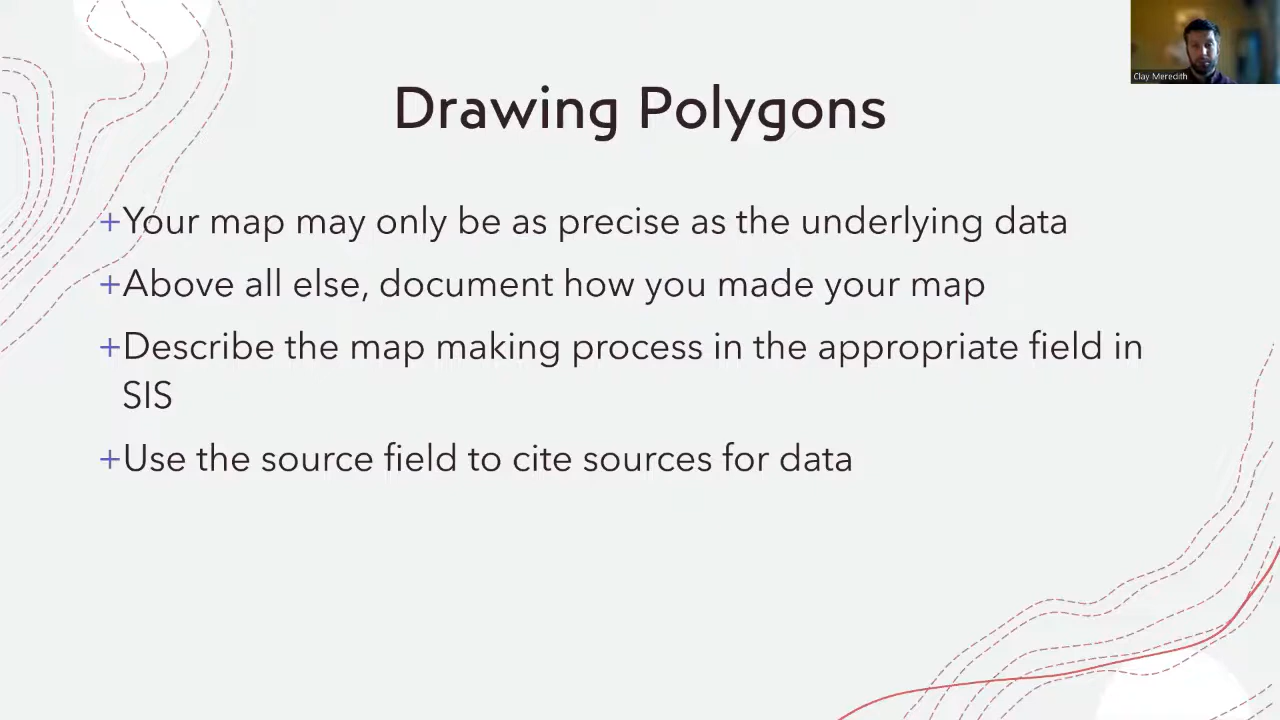 Clay Meredith
Drawing Polygons
+Your map may only be as precise as the underlying data
+Above all else, document how you made your map
+Describe the map making process in the appropriate field in
SIS
+Use the source field to cite sources for data